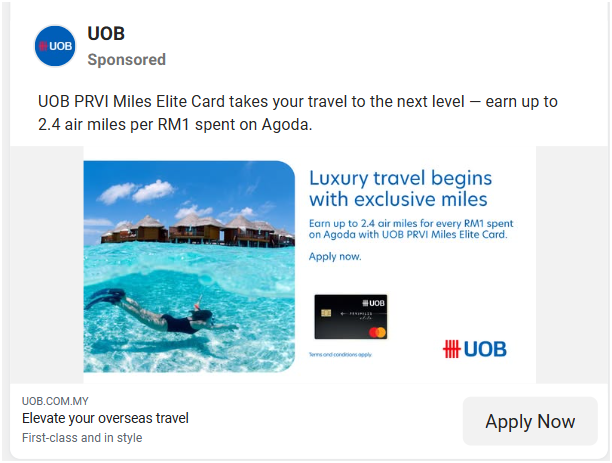 UOB
UOB
Sponsored
UOB PRVI Miles Elite Card takes your travel to the next level — earn up to
2.4 air miles per RM1 spent on Agoda.
Luxury travel begins
with exclusive miles
Earn up to 2.4 air miles for every RM1 spent
on Agoda with UOB PRVI Miles Elite Card.
Apply now.
UOB
Terms and conditions apply
UOB
UOB.COM.MY
Elevate your overseas travel
First-class and in style
Apply Now